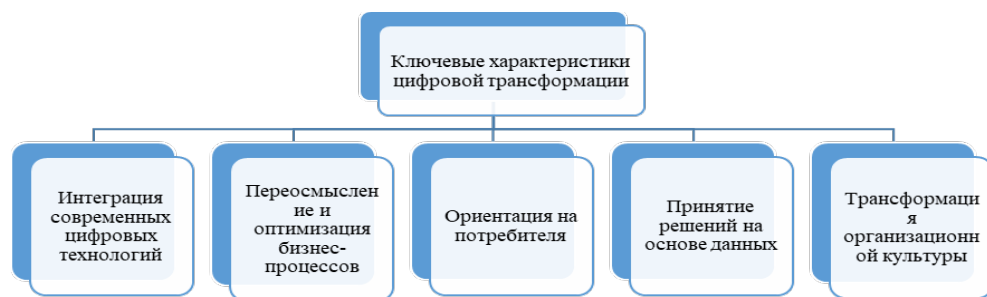 Ключевые характеристики
цифровой трансформации
Интеграция
современных
цифровых
технологий
Переосмыслен
ие и
оптимизация
бизнес-
процессов
Ориентация на
потребителя
Принятие
решений на
основе данных
Трансформаци
я
организационн
ой культуры